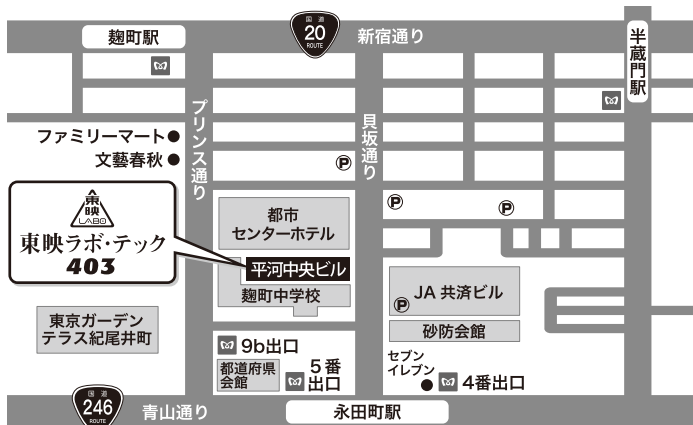 国道
20
ROUTE
新宿通り
麹町駅
半蔵門駅
プリンス通り
貝坂通り
ファミリーマート
文藝春秋
P
P
P
東映
LABO
東映ラボ・テック
403
都市
センターホテル
平河中央ビル
麹町中学校
JA 共済ビル
P
砂防会館
東京ガーデン
テラス紀尾井町
9b出口
都道府県
会館
5番
出口
セブン
イレブン
4番出口
国道
246
ROUTE
青山通り
永田町駅